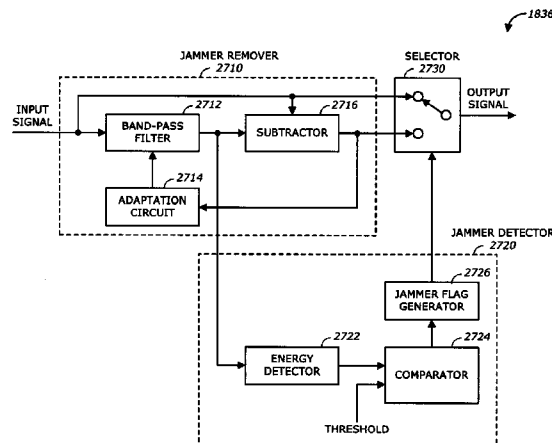 1836
JAMMER REMOVER
2710
SELECTOR
2730
INPUT
SIGNAL
2712
BAND-PASS
FILTER
2716
SUBTRACTOR
OUTPUT
SIGNAL
2714
ADAPTATION
CIRCUIT
JAMMER DETECTOR
2720
2726
JAMMER FLAG
GENERATOR
2722
ENERGY
DETECTOR
2724
COMPARATOR
THRESHOLD